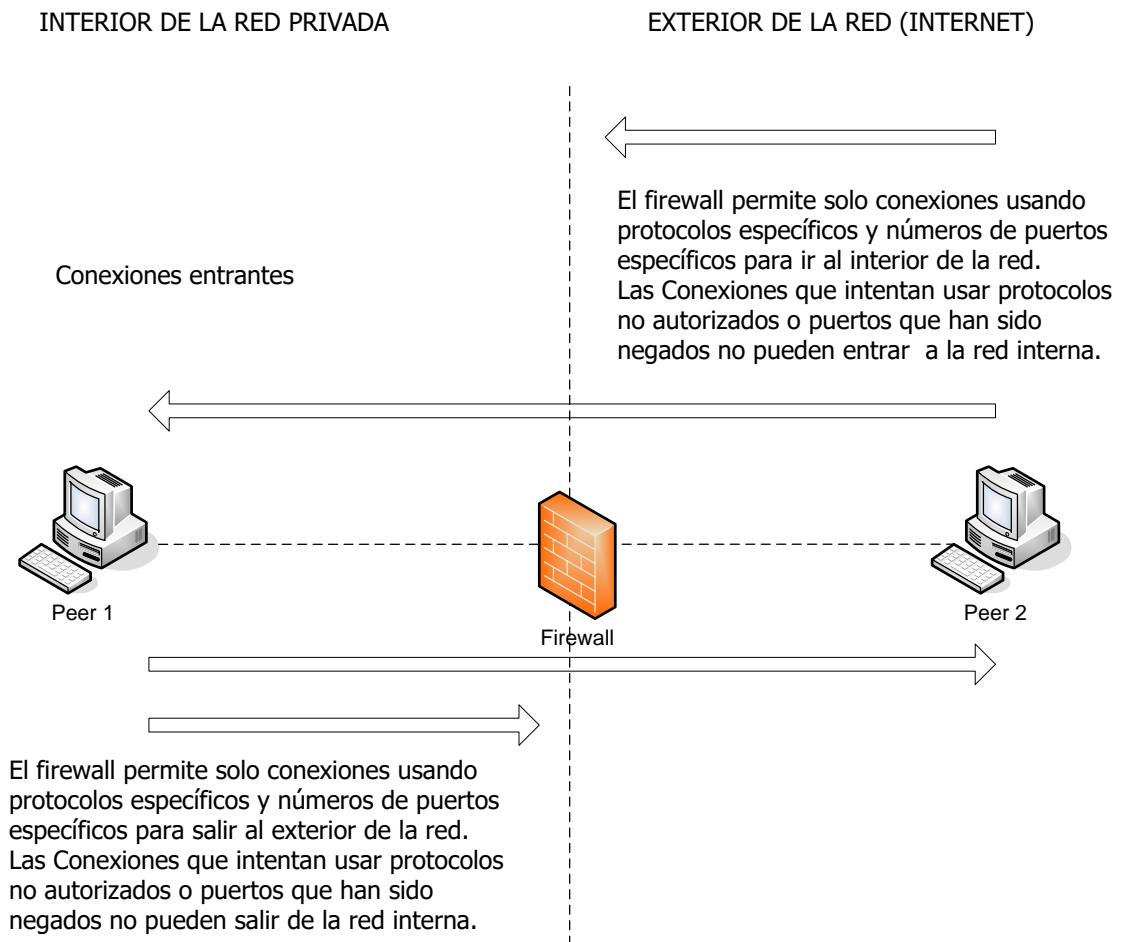 INTERIOR DE LA RED PRIVADA
EXTERIOR DE LA RED (INTERNET)
El firewall permite solo conexiones usando
protocolos específicos y números de puertos
específicos para ir al interior de la red.
Las Conexiones que intentan usar protocolos
no autorizados o puertos que han sido
negados no pueden entrar a la red interna.
Conexiones entrantes
Peer 1
Firewall
Peer 2
El firewall permite solo conexiones usando
protocolos específicos y números de puertos
específicos para salir al exterior de la red.
Las Conexiones que intentan usar protocolos
no autorizados o puertos que han sido
negados no pueden salir de la red interna.